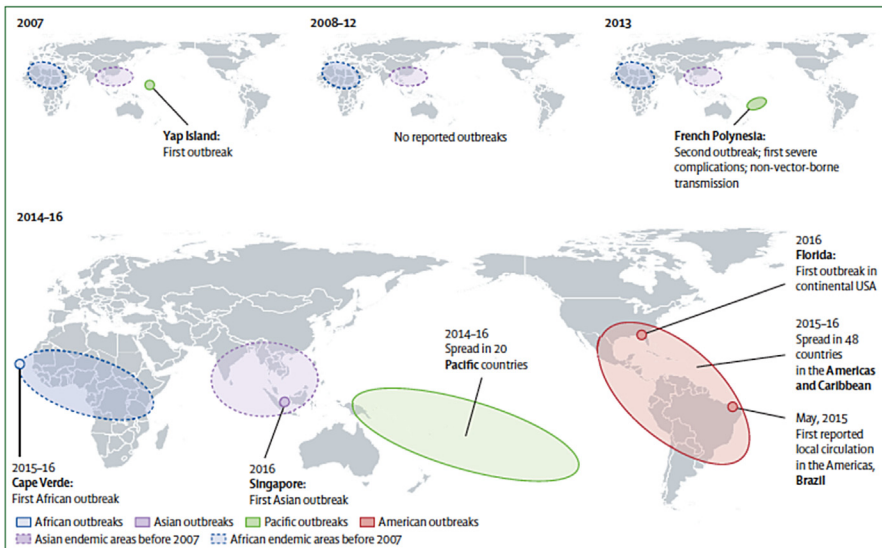 2007
2008–12
2013
Yap Island:
First outbreak
No reported outbreaks
French Polynesia:
Second outbreak; first severe
complications; non-vector-borne
transmission
2014–16
2016
Florida:
First outbreak in
continental USA
2015–16
Spread in 48
countries
in the Americas
and Caribbean
2014–16
Spread in 20
Pacific countries
May, 2015
First reported
local circulation
in the Americas,
Brazil
2015–16
Cape Verde:
First African outbreak
2016
Singapore:
First Asian outbreak
African outbreaks
Asian outbreaks
Pacific outbreaks
American outbreaks
Asian endemic areas before 2007
African endemic areas before 2007